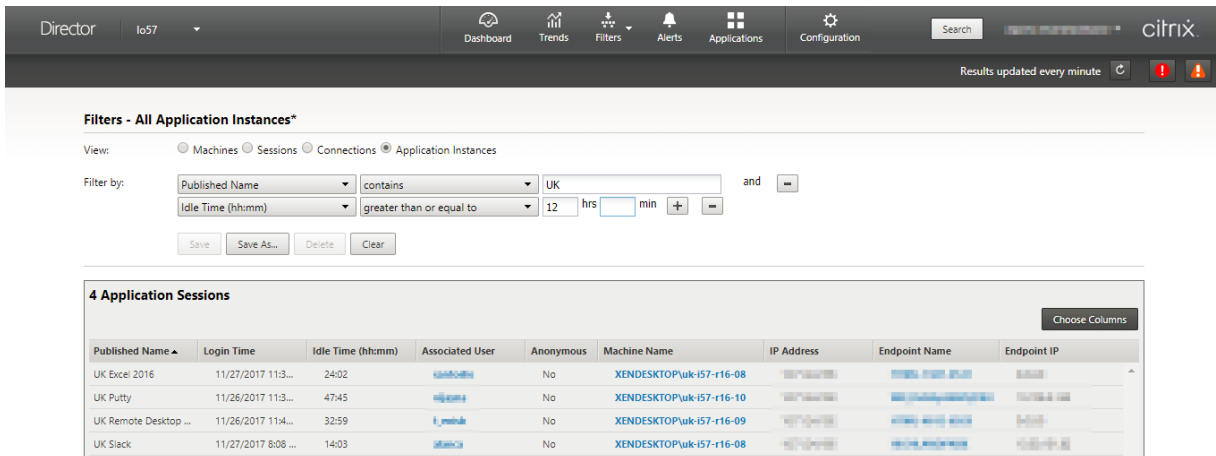 Director Io57 Dashboard Trends Filters Alerts Applications Configuration Search citrix
Results updated every minute
Filters - All Application Instances*
View: Machines Sessions Connections Application Instances
Filter by: Published Name contains UK and
Idle Time (hh:mm) greater than or equal to 12 hrs min + -
Save Save As... Delete Clear
4 Application Sessions
Choose Columns
Published Name Login Time Idle Time (hh:mm) Associated User Anonymous Machine Name IP Address Endpoint Name Endpoint IP
UK Excel 2016 11/27/2017 11:3... 24:02 No XENDESKTOP\uk-i57-r16-08
UK Putty 11/26/2017 11:3... 47:45 No XENDESKTOP\uk-i57-r16-10
UK Remote Desktop ... 11/26/2017 11:4... 32:59 No XENDESKTOP\uk-i57-r16-09
UK Slack 11/27/2017 8:08 ... 14:03 No XENDESKTOP\uk-i57-r16-08